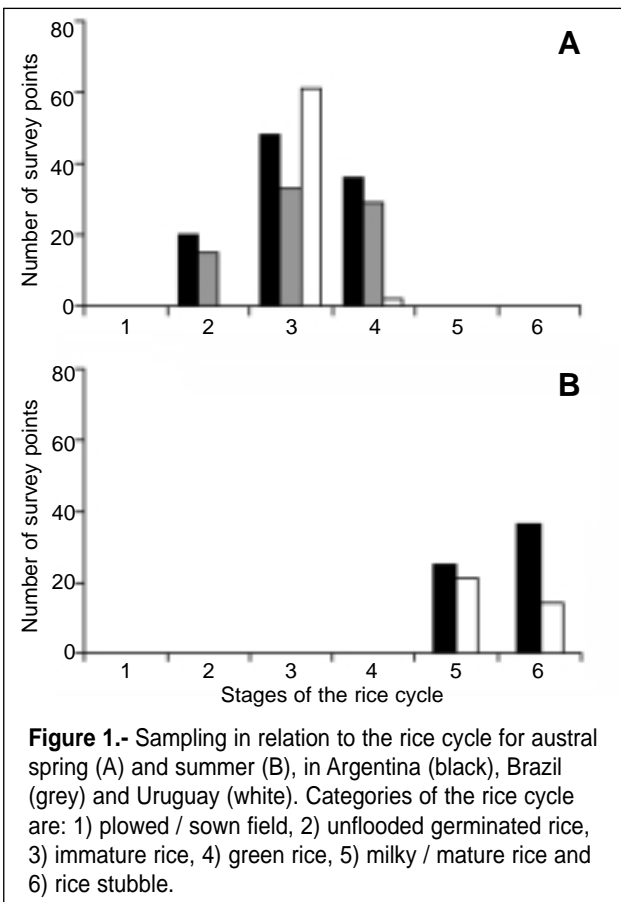 A
Number of survey points
80
60
40
20
0
1 2 3 4 5 6
B
Number of survey points
80
60
40
20
0
1 2 3 4 5 6
Stages of the rice cycle
Figure 1.- Sampling in relation to the rice cycle for austral
spring (A) and summer (B), in Argentina (black), Brazil
(grey) and Uruguay (white). Categories of the rice cycle
are: 1) plowed / sown field, 2) unflooded germinated rice,
3) immature rice, 4) green rice, 5) milky / mature rice and
6) rice stubble.